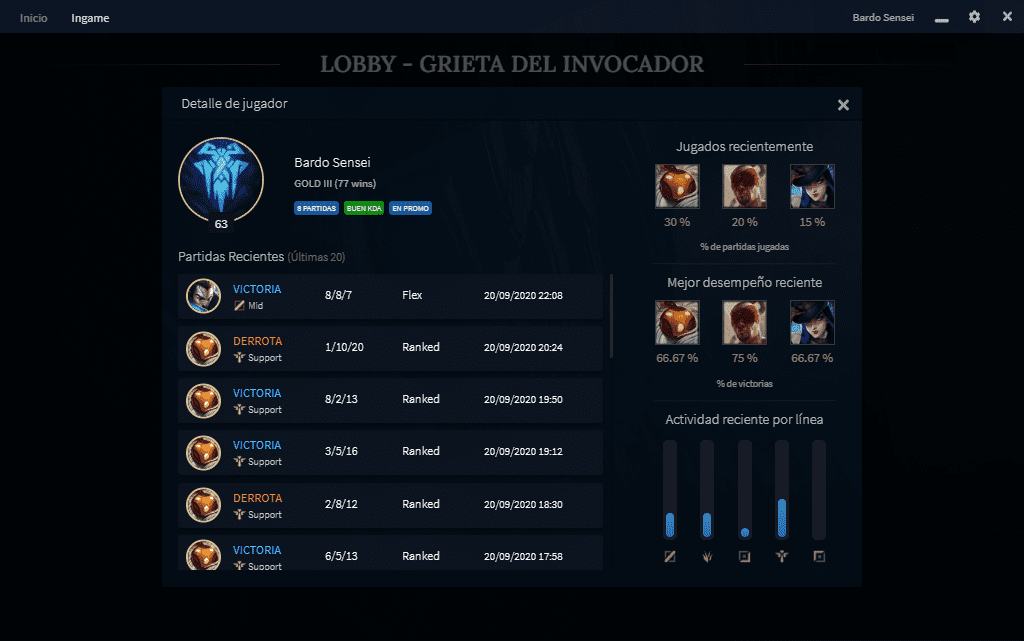 Inicio Ingame Bardo Sensei
LOBBY - GRIETA DEL INVOCADOR
Detalle de jugador
Bardo Sensei
GOLD III (77 wins)
8 PARTIDAS BUEN KDA EN PROMO
63
Partidas Recientes (Últimas 20)
VICTORIA 8/8/7 Flex 20/09/2020 22:08
Mid
DERROTA 1/10/20 Ranked 20/09/2020 20:24
Support
VICTORIA 8/2/13 Ranked 20/09/2020 19:50
Support
VICTORIA 3/5/16 Ranked 20/09/2020 19:12
Support
DERROTA 2/8/12 Ranked 20/09/2020 18:30
Support
VICTORIA 6/5/13 Ranked 20/09/2020 17:58
Support
Jugados recientemente
30 % 20 % 15 %
% de partidas jugadas
Mejor desempeño reciente
66.67 % 75 % 66.67 %
% de victorias
Actividad reciente por línea